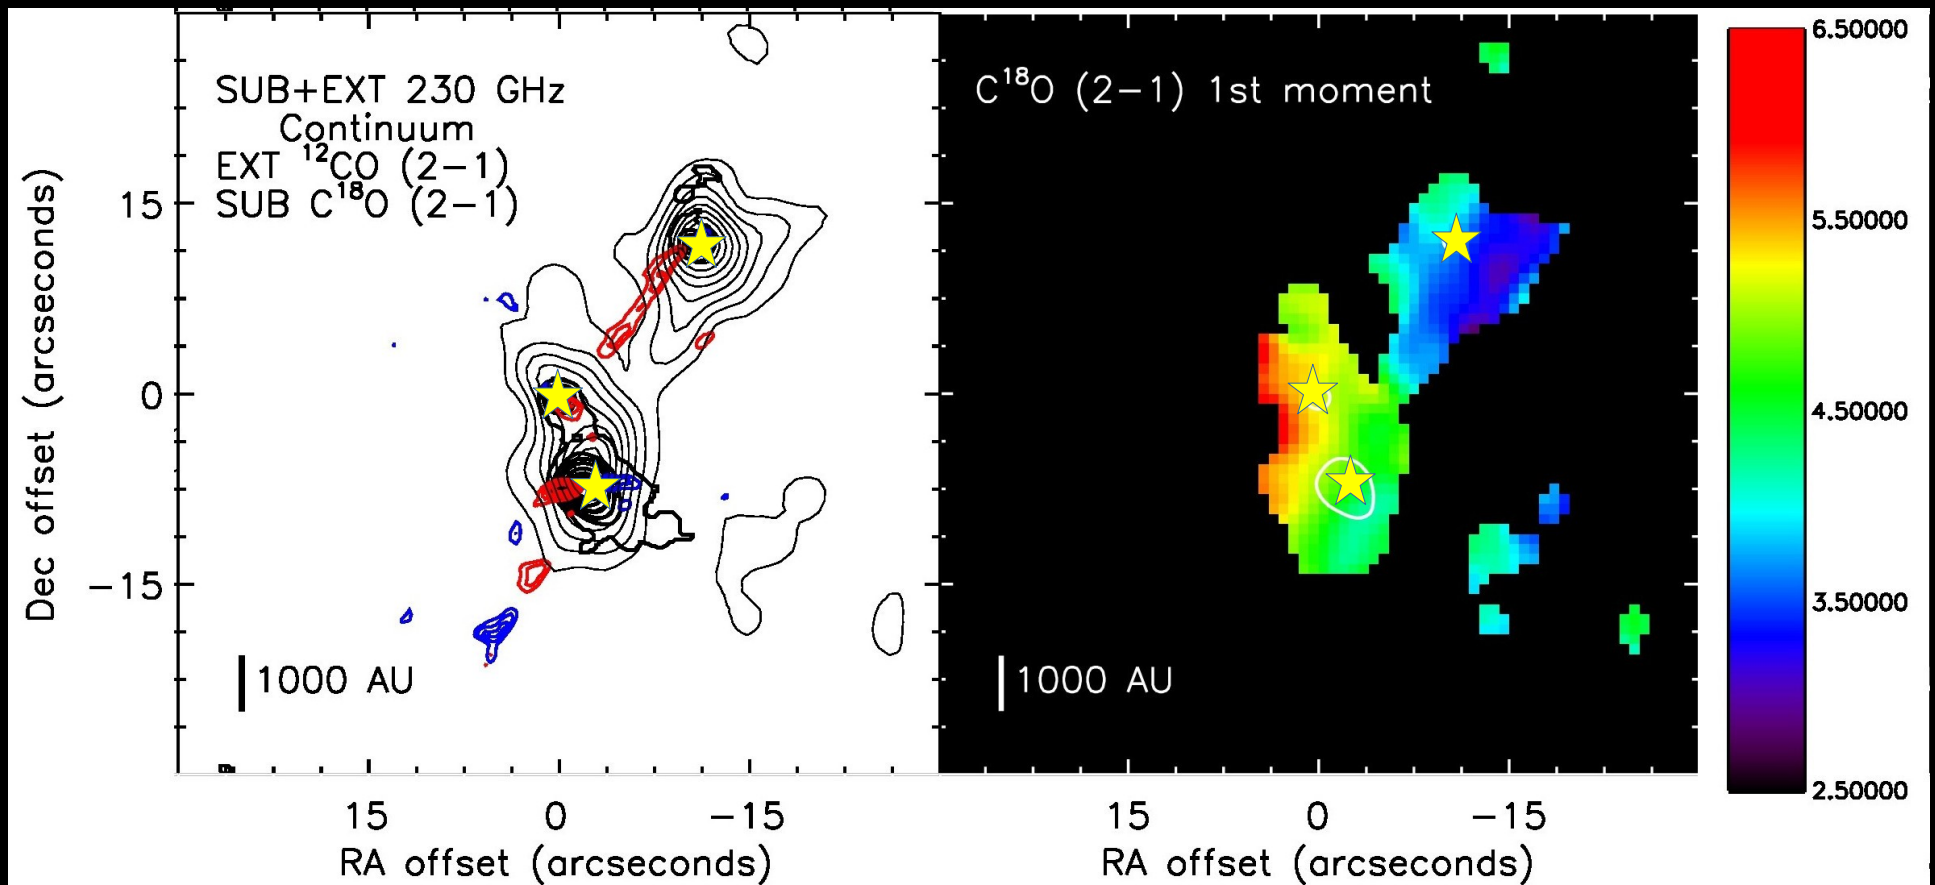 SUB+EXT 230 GHz
Continuum
EXT ¹²CO (2−1)
SUB C¹⁸O (2−1)
C¹⁸O (2−1) 1st moment
Dec offset (arcseconds)
15
0
−15
1000 AU
1000 AU
15 0 −15
RA offset (arcseconds)
15 0 −15
RA offset (arcseconds)
6.50000
5.50000
4.50000
3.50000
2.50000